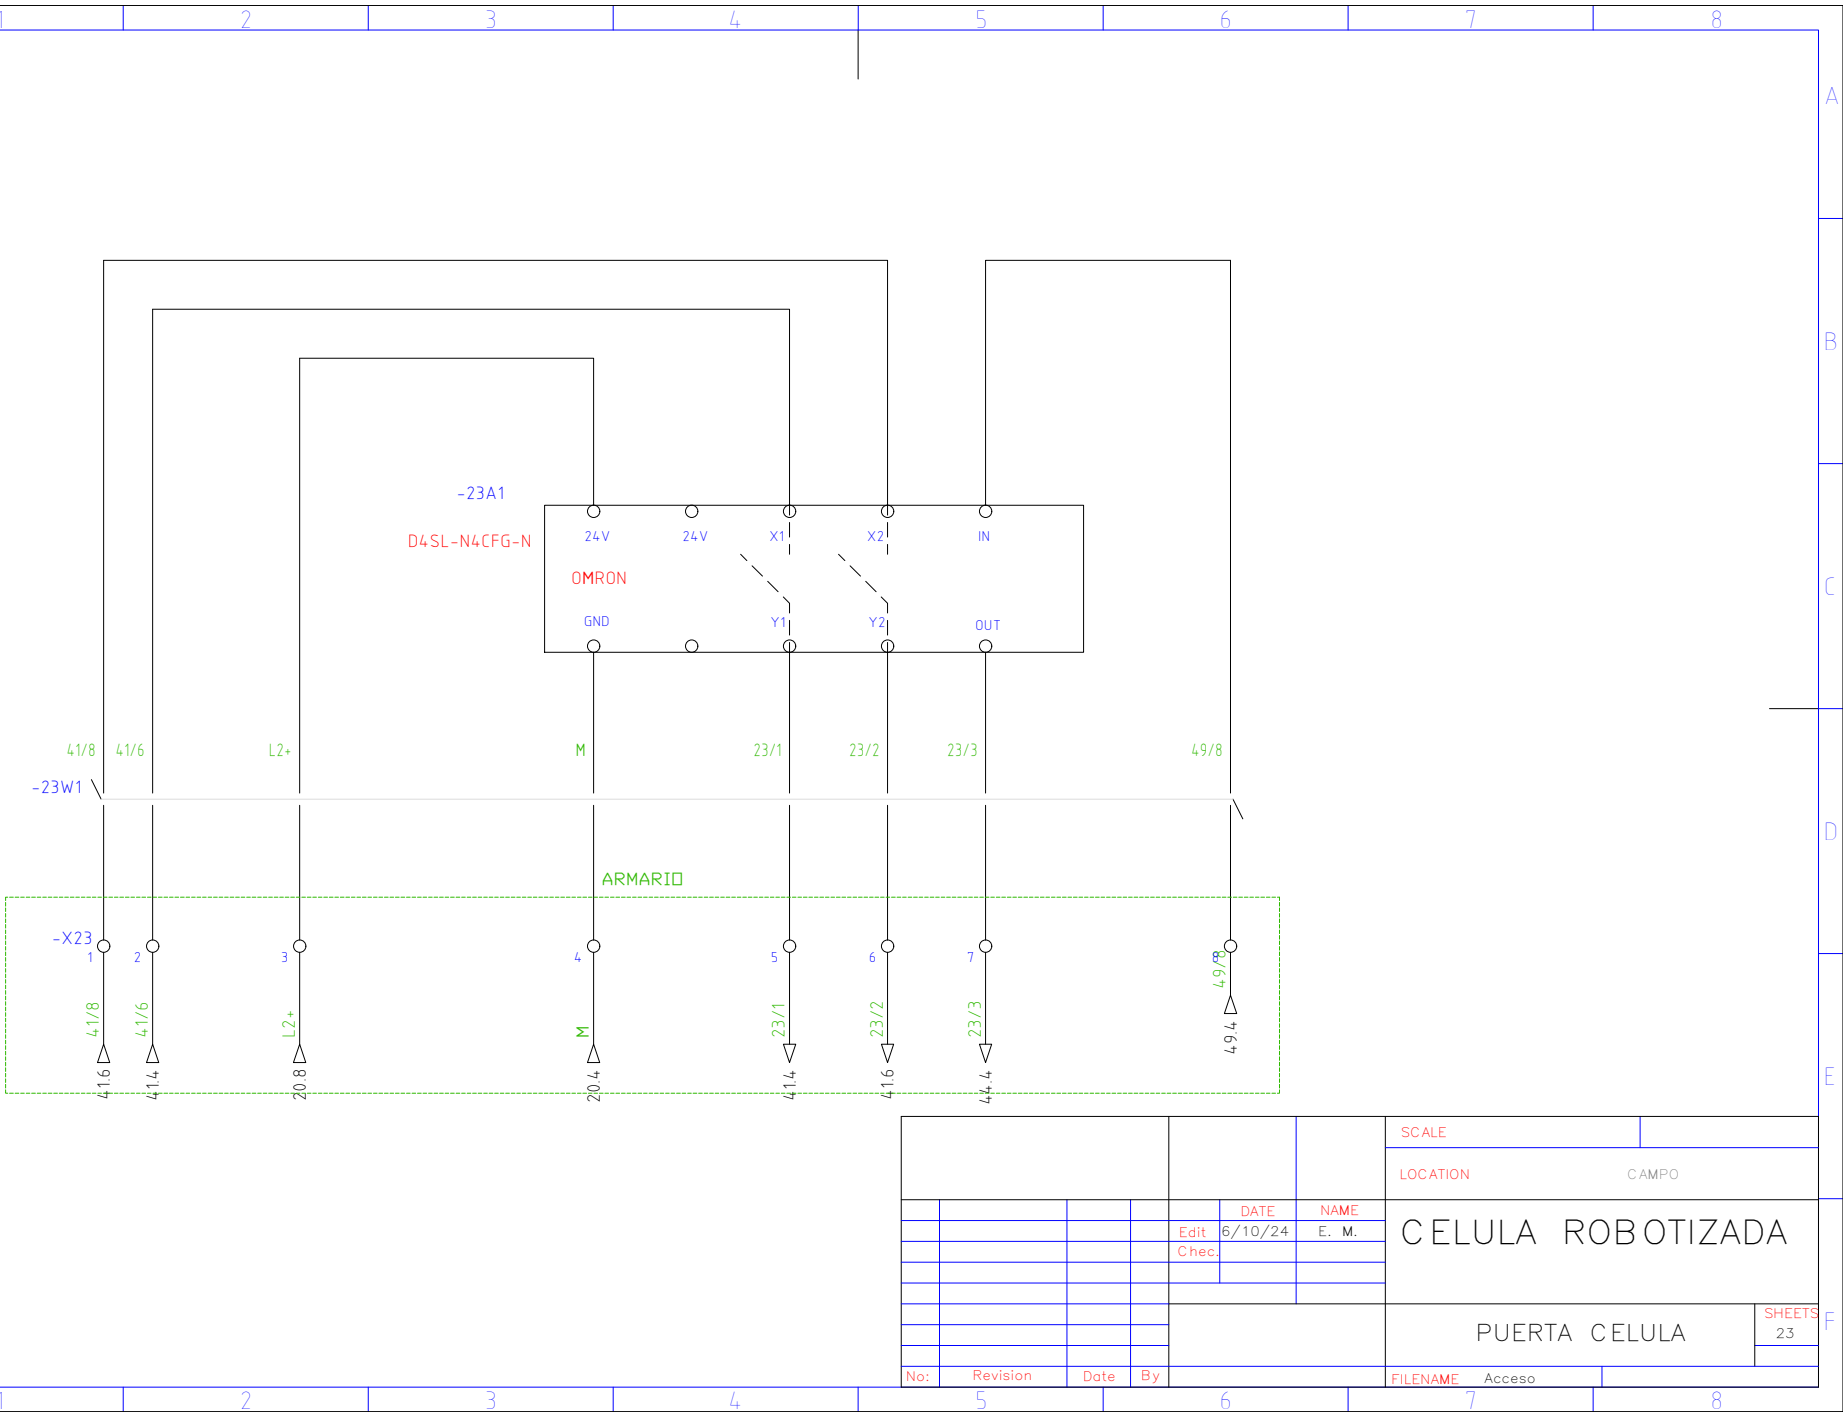 1 2 3 4 5 6 7 8
A
B
C
D
E
F
-23A1
D4SL-N4CFG-N
24V 24V X1 X2 IN
OMRON
GND Y1 Y2 OUT
41/8 41/6 L2+ M 23/1 23/2 23/3 49/8
-23W1
ARMARIO
-X23
1 2 3 4 5 6 7 8
41/8 41/6 L2+ M 23/1 23/2 23/3 49/8
41.6 41.4 20.8 20.4 41.4 41.6 44.4 49.4
SCALE
LOCATION CAMPO
DATE NAME
Edit 6/10/24 E. M.
Chec.
CELULA ROBOTIZADA
PUERTA CELULA
SHEETS
23
No: Revision Date By
FILENAME Acceso
1 2 3 4 5 6 7 8